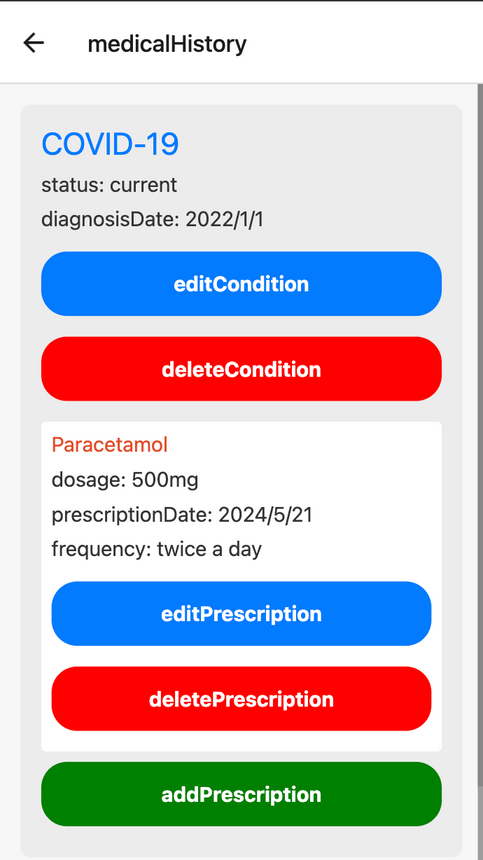 medicalHistory
COVID-19
status: current
diagnosisDate: 2022/1/1
editCondition
deleteCondition
Paracetamol
dosage: 500mg
prescriptionDate: 2024/5/21
frequency: twice a day
editPrescription
deletePrescription
addPrescription